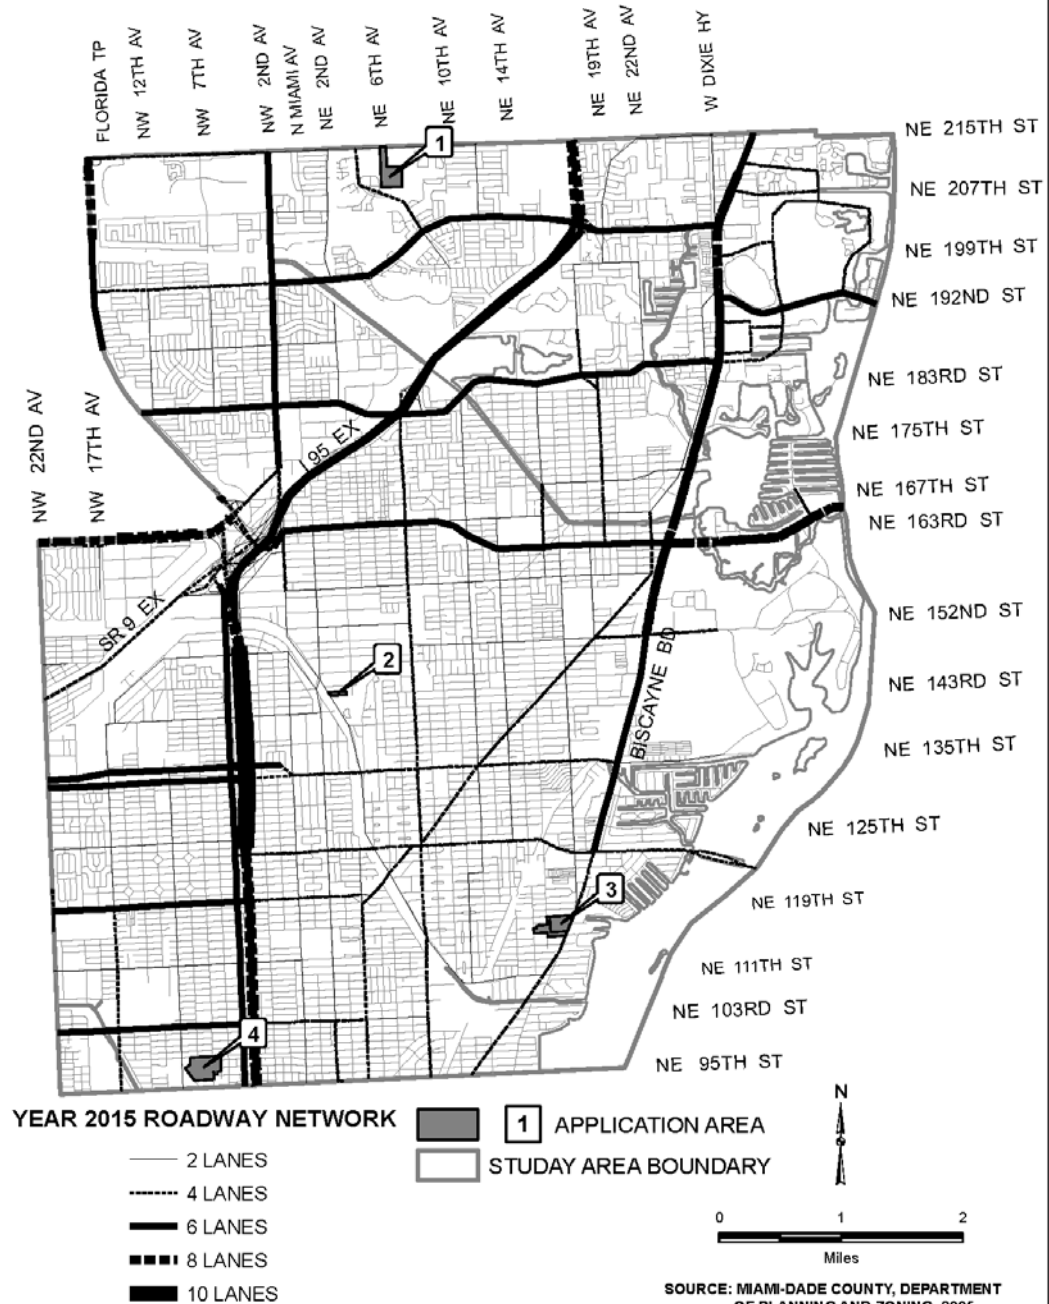 FLORIDA TP
NW 12TH AV
NW 7TH AV
NW 2ND AV
N MIAMI AV
NE 2ND AV
NE 6TH AV
NE 10TH AV
NE 14TH AV
NE 19TH AV
NE 22ND AV
W DIXIE HY
NE 215TH ST
1
NE 207TH ST
NE 199TH ST
NE 192ND ST
NE 183RD ST
NW 22ND AV
NW 17TH AV
I 95 EX
NE 175TH ST
NE 167TH ST
NE 163RD ST
SR 9 EX
NE 152ND ST
2
BISCAYNE BD
NE 143RD ST
NE 135TH ST
NE 125TH ST
3
NE 119TH ST
NE 111TH ST
NE 103RD ST
4
NE 95TH ST
YEAR 2015 ROADWAY NETWORK
2 LANES
4 LANES
6 LANES
8 LANES
10 LANES
1 APPLICATION AREA
STUDAY AREA BOUNDARY
N
0 1 2
Miles
SOURCE: MIAMI-DADE COUNTY, DEPARTMENT
OF PLANNING AND ZONING